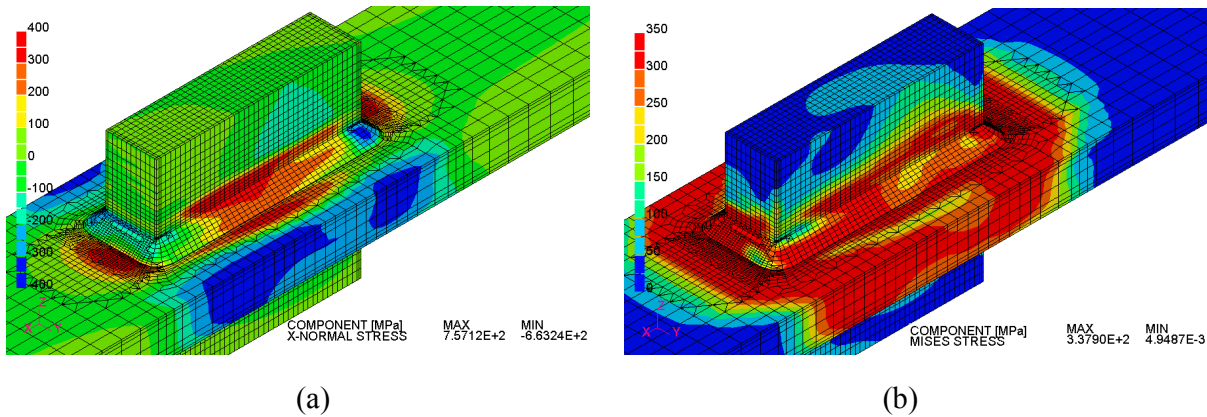 400
300
200
100
0
-100
-200
-300
-400
Z
X Y
COMPONENT [MPa] MAX MIN
X-NORMAL STRESS 7.5712E+2 -6.6324E+2
350
300
250
200
150
100
50
0
Z
X Y
COMPONENT [MPa] MAX MIN
MISES STRESS 3.3790E+2 4.9487E-3
(a)
(b)